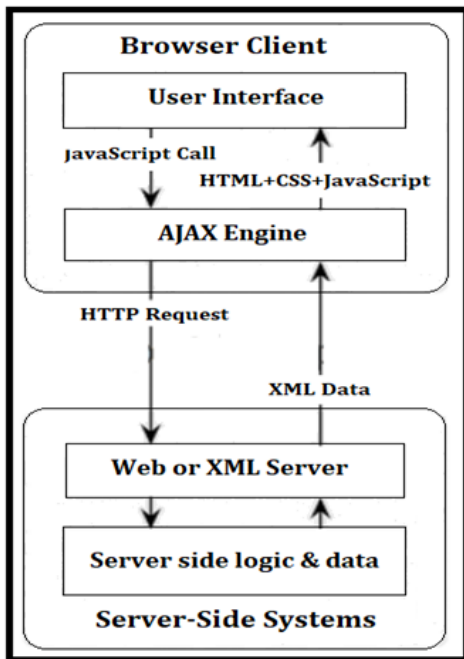 Browser Client
User Interface
JavaScript Call
HTML+CSS+JavaScript
AJAX Engine
HTTP Request
XML Data
Web or XML Server
Server side logic & data
Server-Side Systems